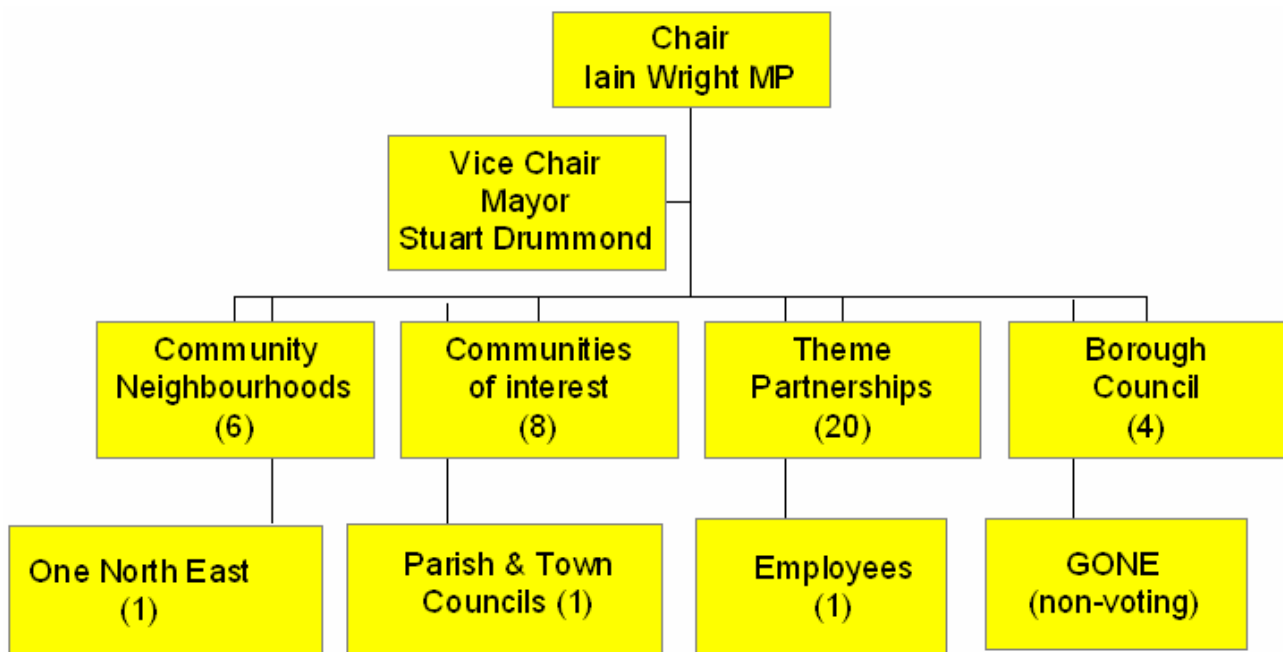 Chair
Iain Wright MP
Vice Chair
Mayor
Stuart Drummond
Community
Neighbourhoods
(6)
Communities
of interest
(8)
Theme
Partnerships
(20)
Borough
Council
(4)
One North East
(1)
Parish & Town
Councils (1)
Employees
(1)
GONE
(non-voting)